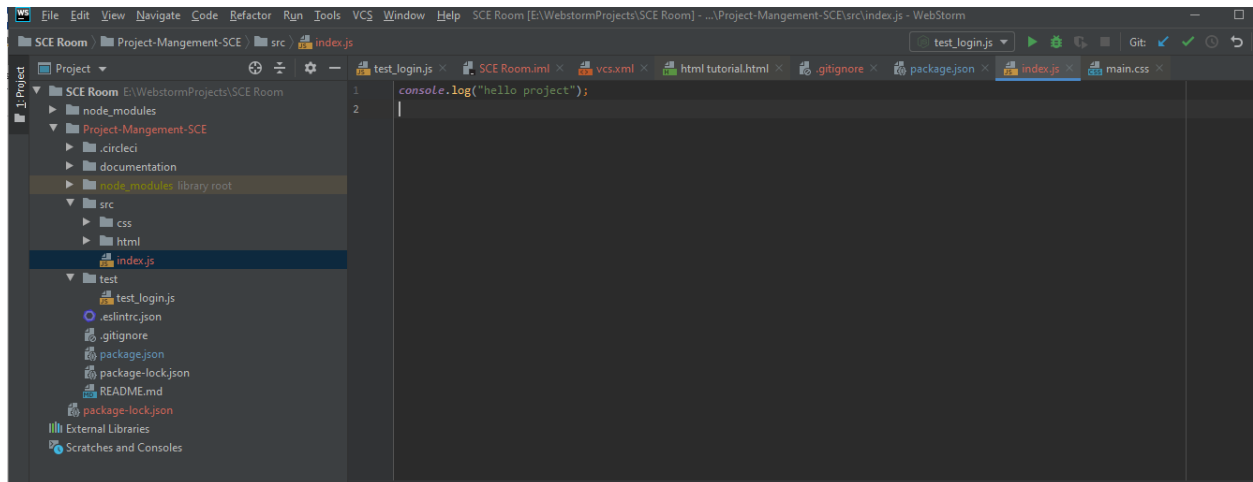 WS File Edit View Navigate Code Refactor Run Tools VCS Window Help SCE Room [E:\WebstormProjects\SCE Room] - ...\Project-Mangement-SCE\src\index.js - WebStorm
SCE Room Project-Mangement-SCE src index.js test_login.js Git:
1: Project
Project test_login.js SCE Room.iml vcs.xml html tutorial.html .gitignore package.json index.js main.css
SCE Room E:\WebstormProjects\SCE Room
node_modules
Project-Mangement-SCE
.circleci
documentation
node_modules library root
src
css
html
index.js
test
test_login.js
.eslintrc.json
.gitignore
package.json
package-lock.json
README.md
package-lock.json
External Libraries
Scratches and Consoles
1 console.log("hello project");
2